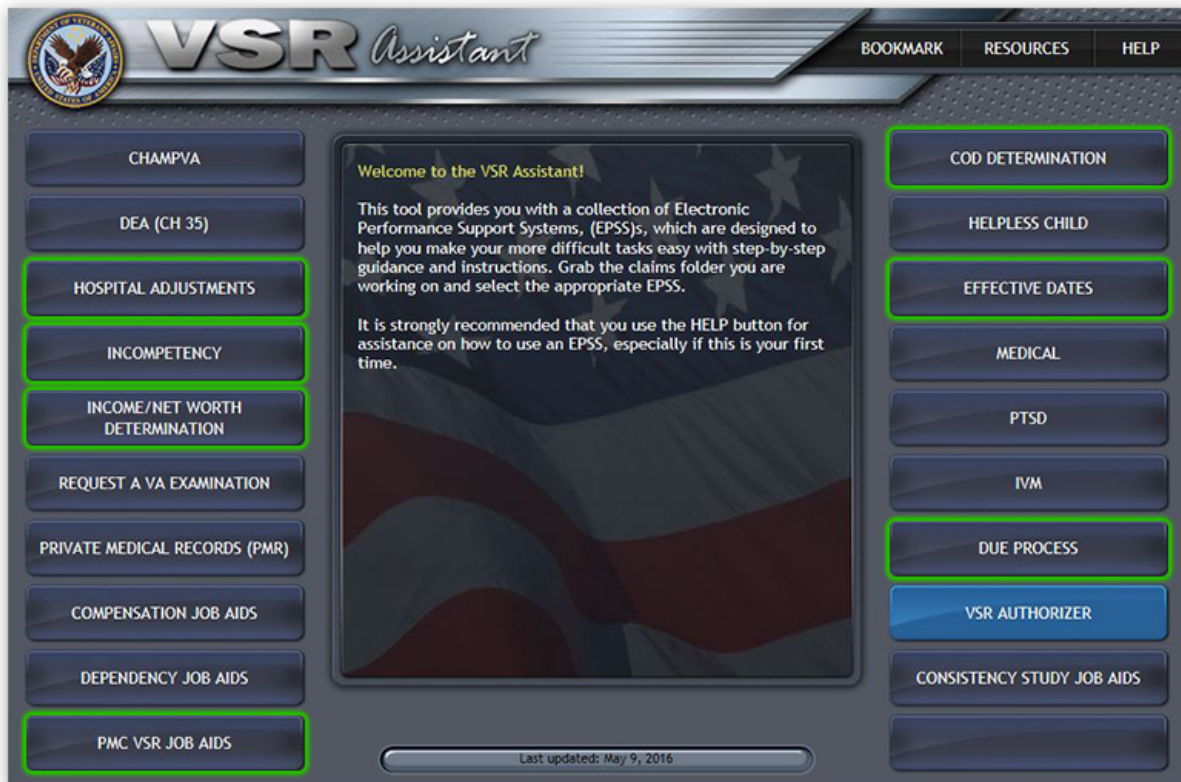 VSR Assistant
BOOKMARK RESOURCES HELP
CHAMPVA
DEA (CH 35)
HOSPITAL ADJUSTMENTS
INCOMPETENCY
INCOME/NET WORTH
DETERMINATION
REQUEST A VA EXAMINATION
PRIVATE MEDICAL RECORDS (PMR)
COMPENSATION JOB AIDS
DEPENDENCY JOB AIDS
PMC VSR JOB AIDS
Welcome to the VSR Assistant!
This tool provides you with a collection of Electronic
Performance Support Systems, (EPSS)s, which are designed to
help you make your more difficult tasks easy with step-by-step
guidance and instructions. Grab the claims folder you are
working on and select the appropriate EPSS.
It is strongly recommended that you use the HELP button for
assistance on how to use an EPSS, especially if this is your first
time.
Last updated: May 9, 2016
COD DETERMINATION
HELPLESS CHILD
EFFECTIVE DATES
MEDICAL
PTSD
IVM
DUE PROCESS
VSR AUTHORIZER
CONSISTENCY STUDY JOB AIDS